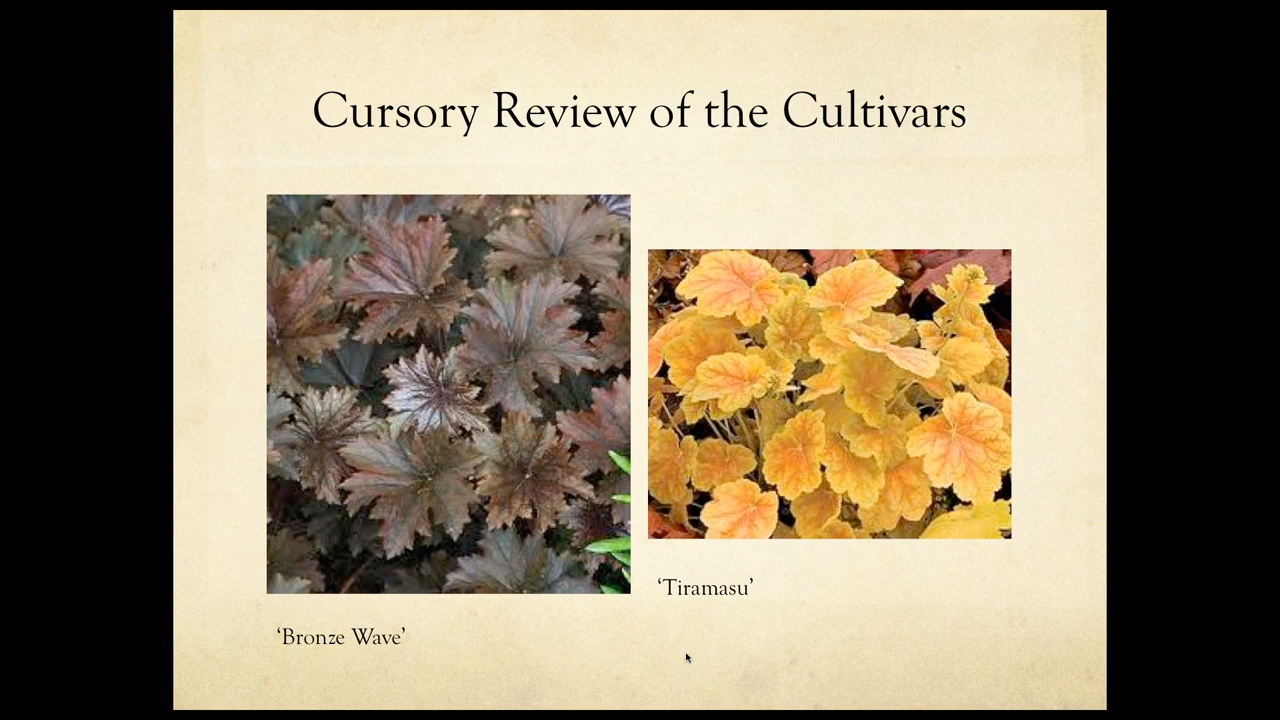 Cursory Review of the Cultivars
‘Tiramasu’
‘Bronze Wave’